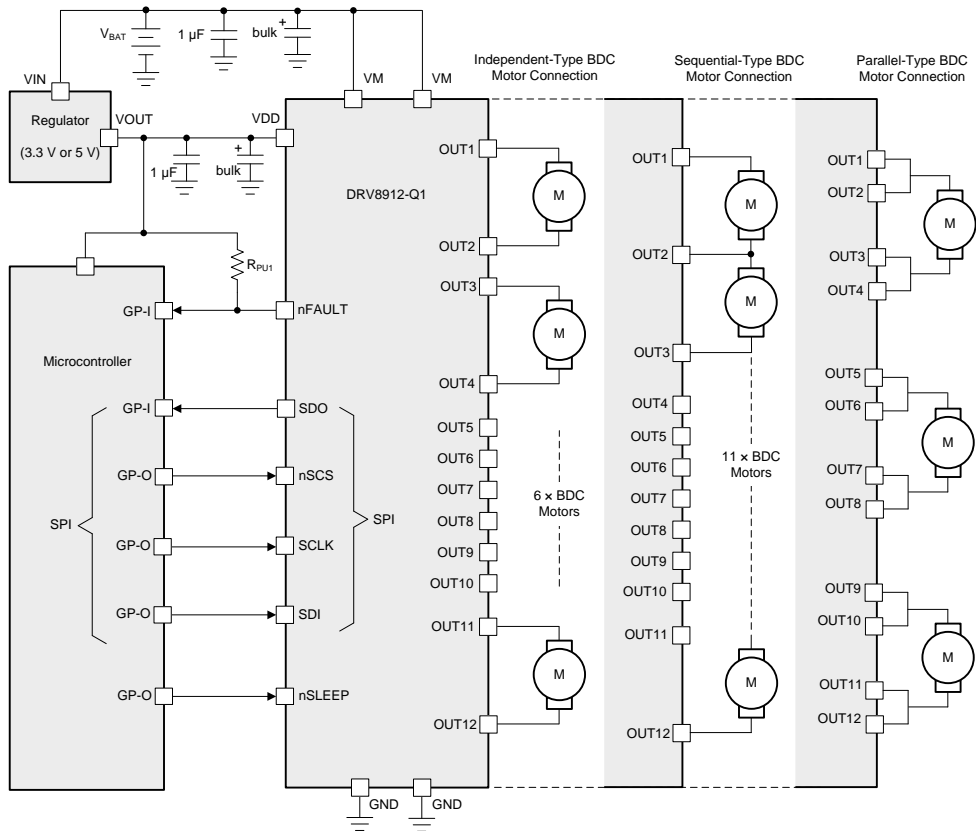 V_BAT
1 µF
bulk
+
VIN
VM
VM
Independent-Type BDC
Motor Connection
Sequential-Type BDC
Motor Connection
Parallel-Type BDC
Motor Connection
Regulator
(3.3 V or 5 V)
VOUT
VDD
1 µF
bulk
+
DRV8912-Q1
R_PU1
Microcontroller
GP-I
nFAULT
GP-I
SDO
GP-O
nSCS
SPI
SPI
GP-O
SCLK
GP-O
SDI
GP-O
nSLEEP
GND
GND
OUT1
M
OUT2
OUT3
M
OUT4
OUT5
OUT6
OUT7
OUT8
OUT9
OUT10
6 × BDC
Motors
OUT11
M
OUT12
OUT1
M
OUT2
M
OUT3
OUT4
OUT5
OUT6
OUT7
OUT8
OUT9
OUT10
11 × BDC
Motors
OUT11
M
OUT12
OUT1
OUT2
M
OUT3
OUT4
OUT5
OUT6
M
OUT7
OUT8
OUT9
OUT10
M
OUT11
OUT12